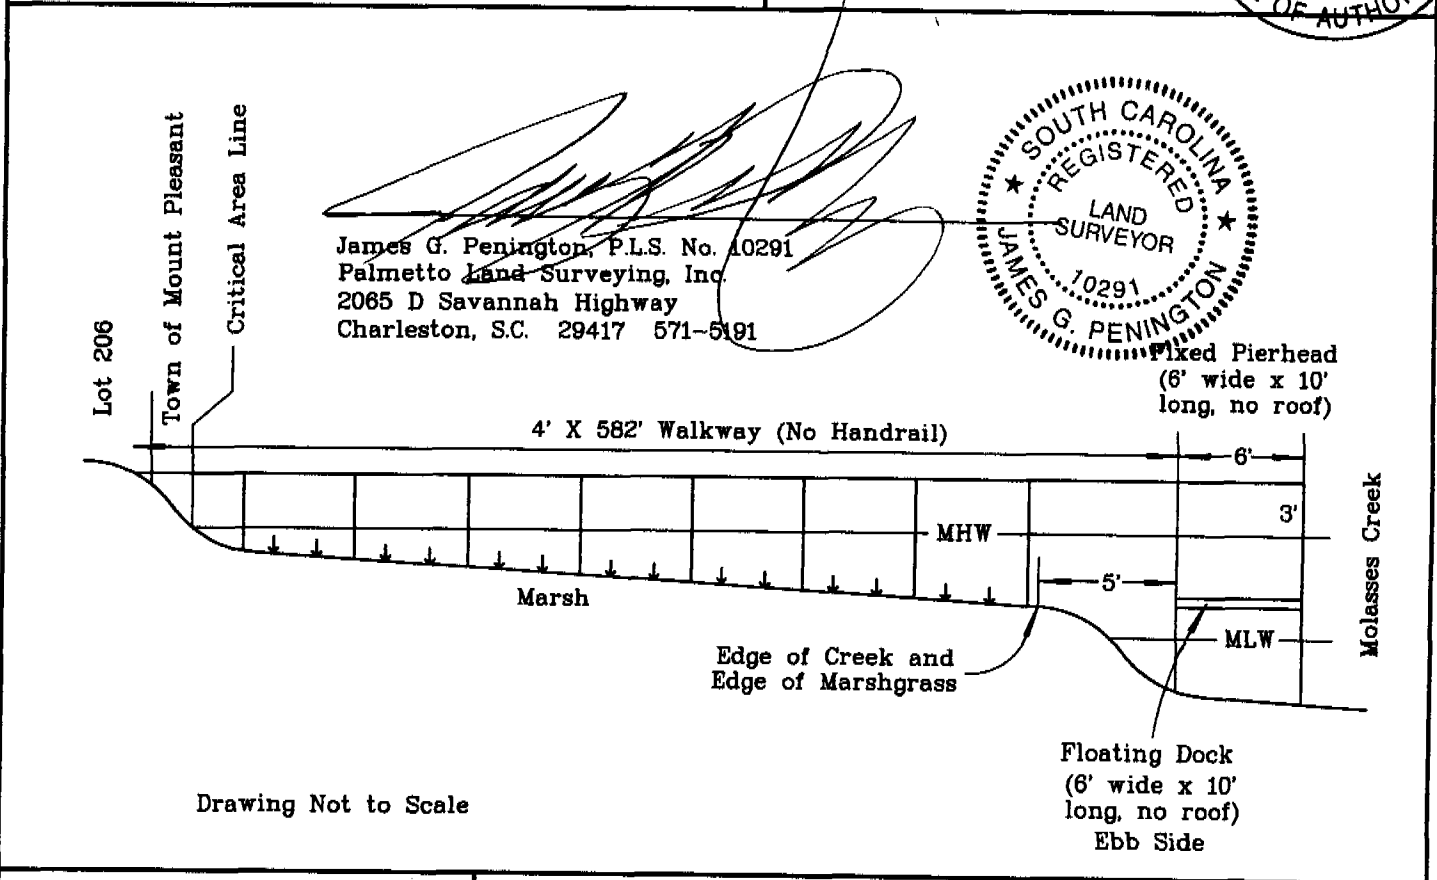 OF AUTHO
Lot 206
Town of Mount Pleasant
Critical Area Line
James G. Penington, P.L.S. No. 10291
Palmetto Land Surveying, Inc.
2065 D Savannah Highway
Charleston, S.C. 29417 571-5191
★ SOUTH CAROLINA ★
REGISTERED
LAND
SURVEYOR
10291
JAMES G. PENINGTON
Fixed Pierhead
(6' wide x 10'
long, no roof)
4' X 582' Walkway (No Handrail)
6'
3'
MHW
Molasses Creek
5'
Marsh
MLW
Edge of Creek and
Edge of Marshgrass
Floating Dock
(6' wide x 10'
long, no roof)
Ebb Side
Drawing Not to Scale